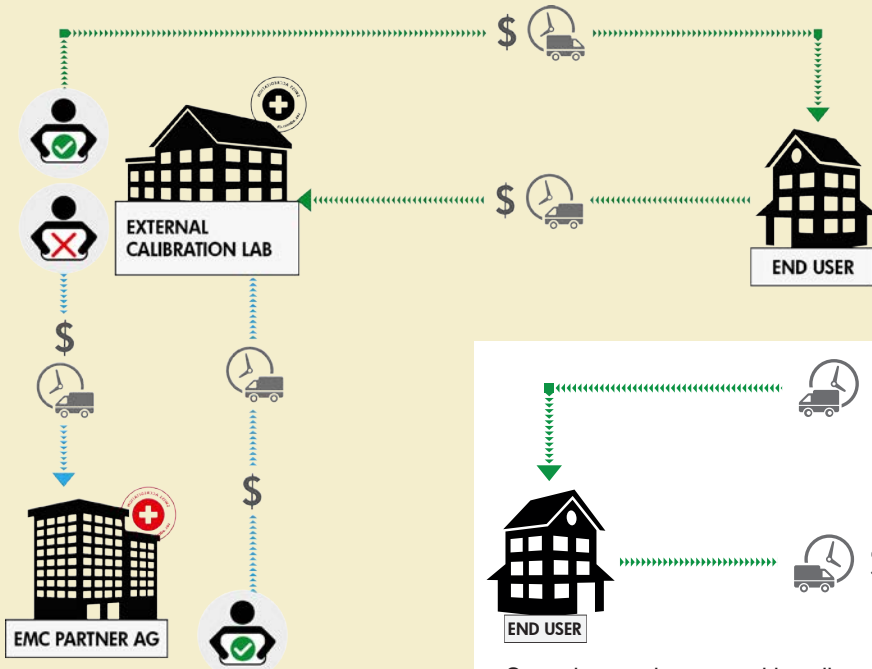 $
EXTERNAL
CALIBRATION LAB
$
END USER
$
$
EMC PARTNER AG
END USER